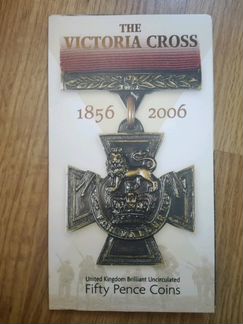 THE
VICTORIA CROSS
1856 2006
FOR VALOUR
United Kingdom Brilliant Uncirculated
Fifty Pence Coins